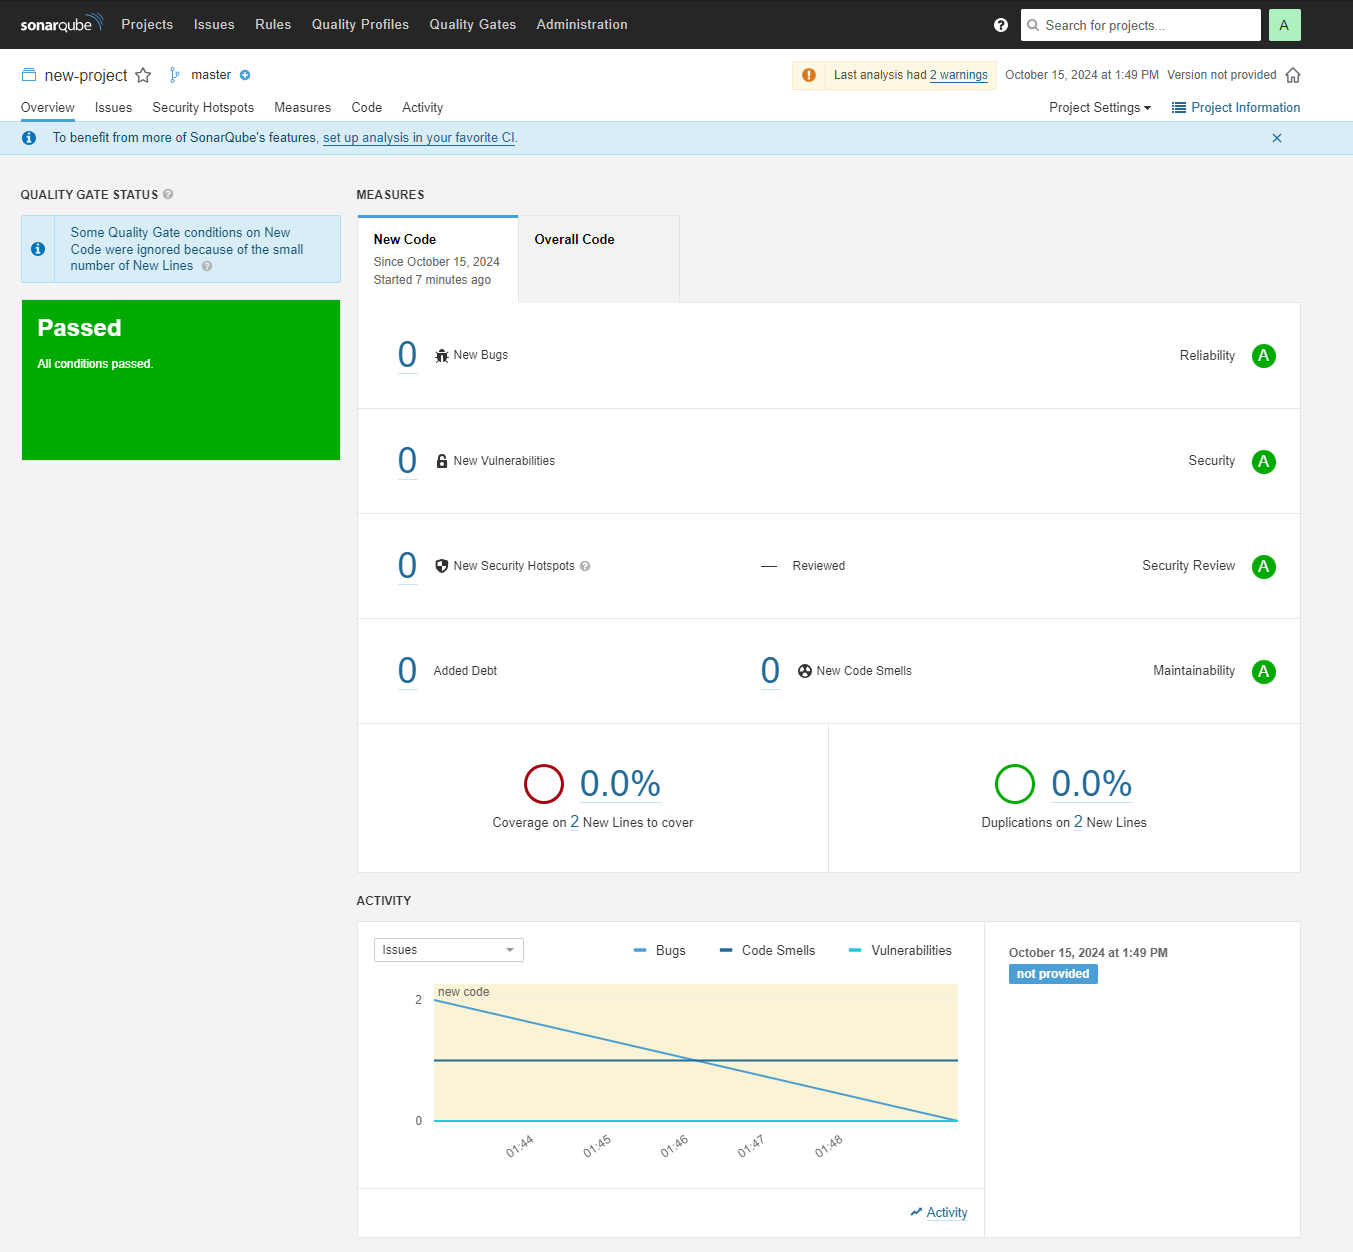 sonarqube Projects Issues Rules Quality Profiles Quality Gates Administration ? Search for projects... A
new-project master Last analysis had 2 warnings October 15, 2024 at 1:49 PM Version not provided
Overview Issues Security Hotspots Measures Code Activity Project Settings Project Information
To benefit from more of SonarQube's features, set up analysis in your favorite CI.
QUALITY GATE STATUS ?
Some Quality Gate conditions on New
Code were ignored because of the small
number of New Lines ?
Passed
All conditions passed.
MEASURES
New Code
Since October 15, 2024
Started 7 minutes ago
Overall Code
0 New Bugs Reliability A
0 New Vulnerabilities Security A
0 New Security Hotspots ? — Reviewed Security Review A
0 Added Debt 0 New Code Smells Maintainability A
0.0%
Coverage on 2 New Lines to cover
0.0%
Duplications on 2 New Lines
ACTIVITY
Issues Bugs Code Smells Vulnerabilities
new code
2
0
01:44 01:45 01:46 01:47 01:48
Activity
October 15, 2024 at 1:49 PM
not provided